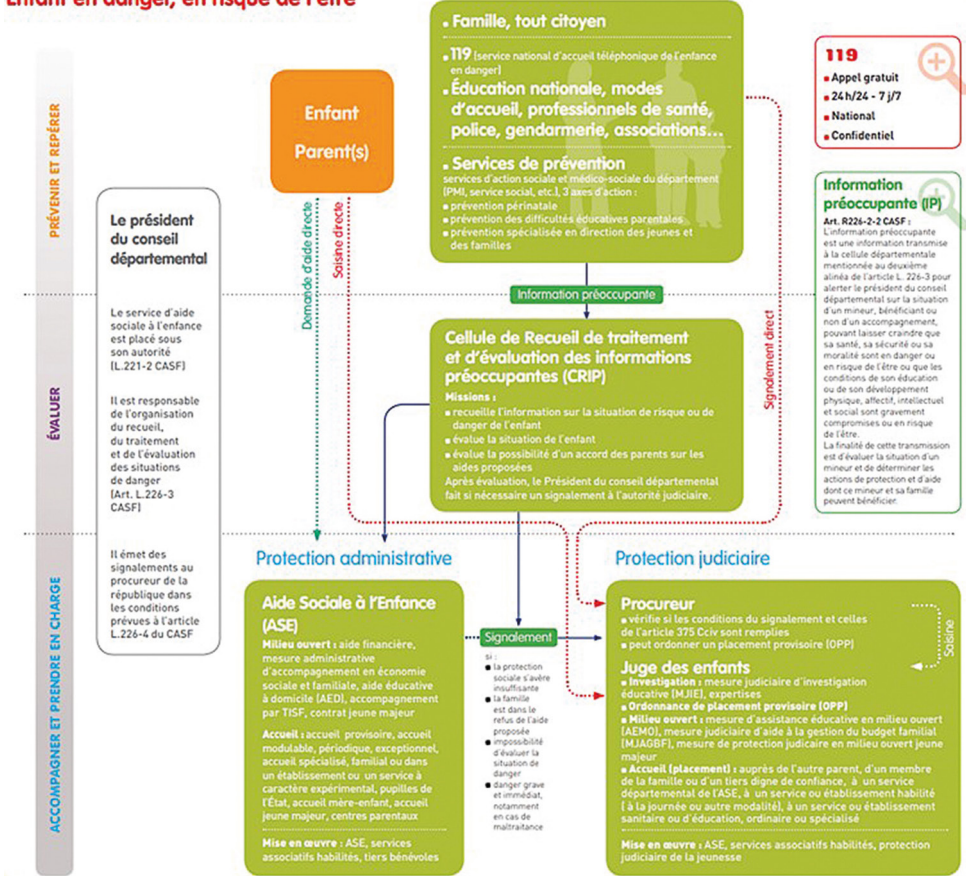 Enfant en danger, en risque de l'être
PRÉVENIR ET REPÉRER
ÉVALUER
ACCOMPAGNER ET PRENDRE EN CHARGE
Le président
du conseil
départemental
Le service d'aide
sociale à l'enfance
est placé sous
son autorité
(L.221-2 CASF)
Il est responsable
de l'organisation
du recueil,
du traitement
et de l'évaluation
des situations
de danger
(Art. L.226-3
CASF)
Il émet des
signalements au
procureur de la
république dans
les conditions
prévues à l'article
L.226-4 du CASF
Enfant
Parent(s)
Demande d'aide directe
Saisine directe
Famille, tout citoyen
119 (service national d'accueil téléphonique de l'enfance
en danger)
Éducation nationale, modes
d'accueil, professionnels de santé,
police, gendarmerie, associations...
Services de prévention
services d'action sociale et médico-sociale du département
(PMI, service social, etc.), 3 axes d'action :
prévention périnatale
prévention des difficultés éducatives parentales
prévention spécialisée en direction des jeunes et
des familles
Information préoccupante
Cellule de Recueil de traitement
et d'évaluation des informations
préoccupantes (CRIP)
Missions :
recueille l'information sur la situation de risque ou de
danger de l'enfant
évalue la situation de l'enfant
évalue la possibilité d'un accord des parents sur les
aides proposées
Après évaluation, le Président du conseil départemental
fait si nécessaire un signalement à l'autorité judiciaire.
Signalement direct
119
Appel gratuit
24h/24 - 7 j/7
National
Confidentiel
Information
préoccupante (IP)
Art. R226-2-2 CASF :
L'information préoccupante
est une information transmise
à la cellule départementale
mentionnée au deuxième
alinéa de l'article L. 226-3 pour
alerter le président du conseil
départemental sur la situation
d'un mineur, bénéficiant ou
non d'un accompagnement,
pouvant laisser craindre que
sa santé, sa sécurité ou sa
moralité sont en danger ou
en risque de l'être ou que les
conditions de son éducation
ou de son développement
physique, affectif, intellectuel
et social sont gravement
compromises ou en risque
de l'être.
La finalité de cette transmission
est d'évaluer la situation d'un
mineur et de déterminer les
actions de protection et d'aide
dont ce mineur et sa famille
peuvent bénéficier.
Protection administrative
Aide Sociale à l'Enfance
(ASE)
Milieu ouvert : aide financière,
mesure administrative
d'accompagnement en économie
sociale et familiale, aide éducative
à domicile (AED), accompagnement
par TISF, contrat jeune majeur
Accueil : accueil provisoire, accueil
modulable, périodique, exceptionnel,
accueil spécialisé, familial ou dans
un établissement ou un service à
caractère expérimental, pupilles de
l'État, accueil mère-enfant, accueil
jeune majeur, centres parentaux
Mise en œuvre : ASE, services
associatifs habilités, tiers bénévoles
Signalement
si :
la protection
sociale s'avère
insuffisante
la famille
est dans le
refus de l'aide
proposée
impossibilité
d'évaluer la
situation de
danger
danger grave
et immédiat,
notamment
en cas de
maltraitance
Protection judiciaire
Procureur
vérifie si les conditions du signalement et celles
de l'article 375 Cciv sont remplies
peut ordonner un placement provisoire (OPP)
Saisine
Juge des enfants
Investigation : mesure judiciaire d'investigation
éducative (MJIE), expertises
Ordonnance de placement provisoire (OPP)
Milieu ouvert : mesure d'assistance éducative en milieu ouvert
(AEMO), mesure judiciaire d'aide à la gestion du budget familial
(MJAGBF), mesure de protection judiciaire en milieu ouvert jeune
majeur
Accueil (placement) : auprès de l'autre parent, d'un membre
de la famille ou d'un tiers digne de confiance, à un service
départemental de l'ASE, à un service ou établissement habilité
( à la journée ou autre modalité), à un service ou établissement
sanitaire ou d'éducation, ordinaire ou spécialisé
Mise en œuvre : ASE, services associatifs habilités, protection
judiciaire de la jeunesse